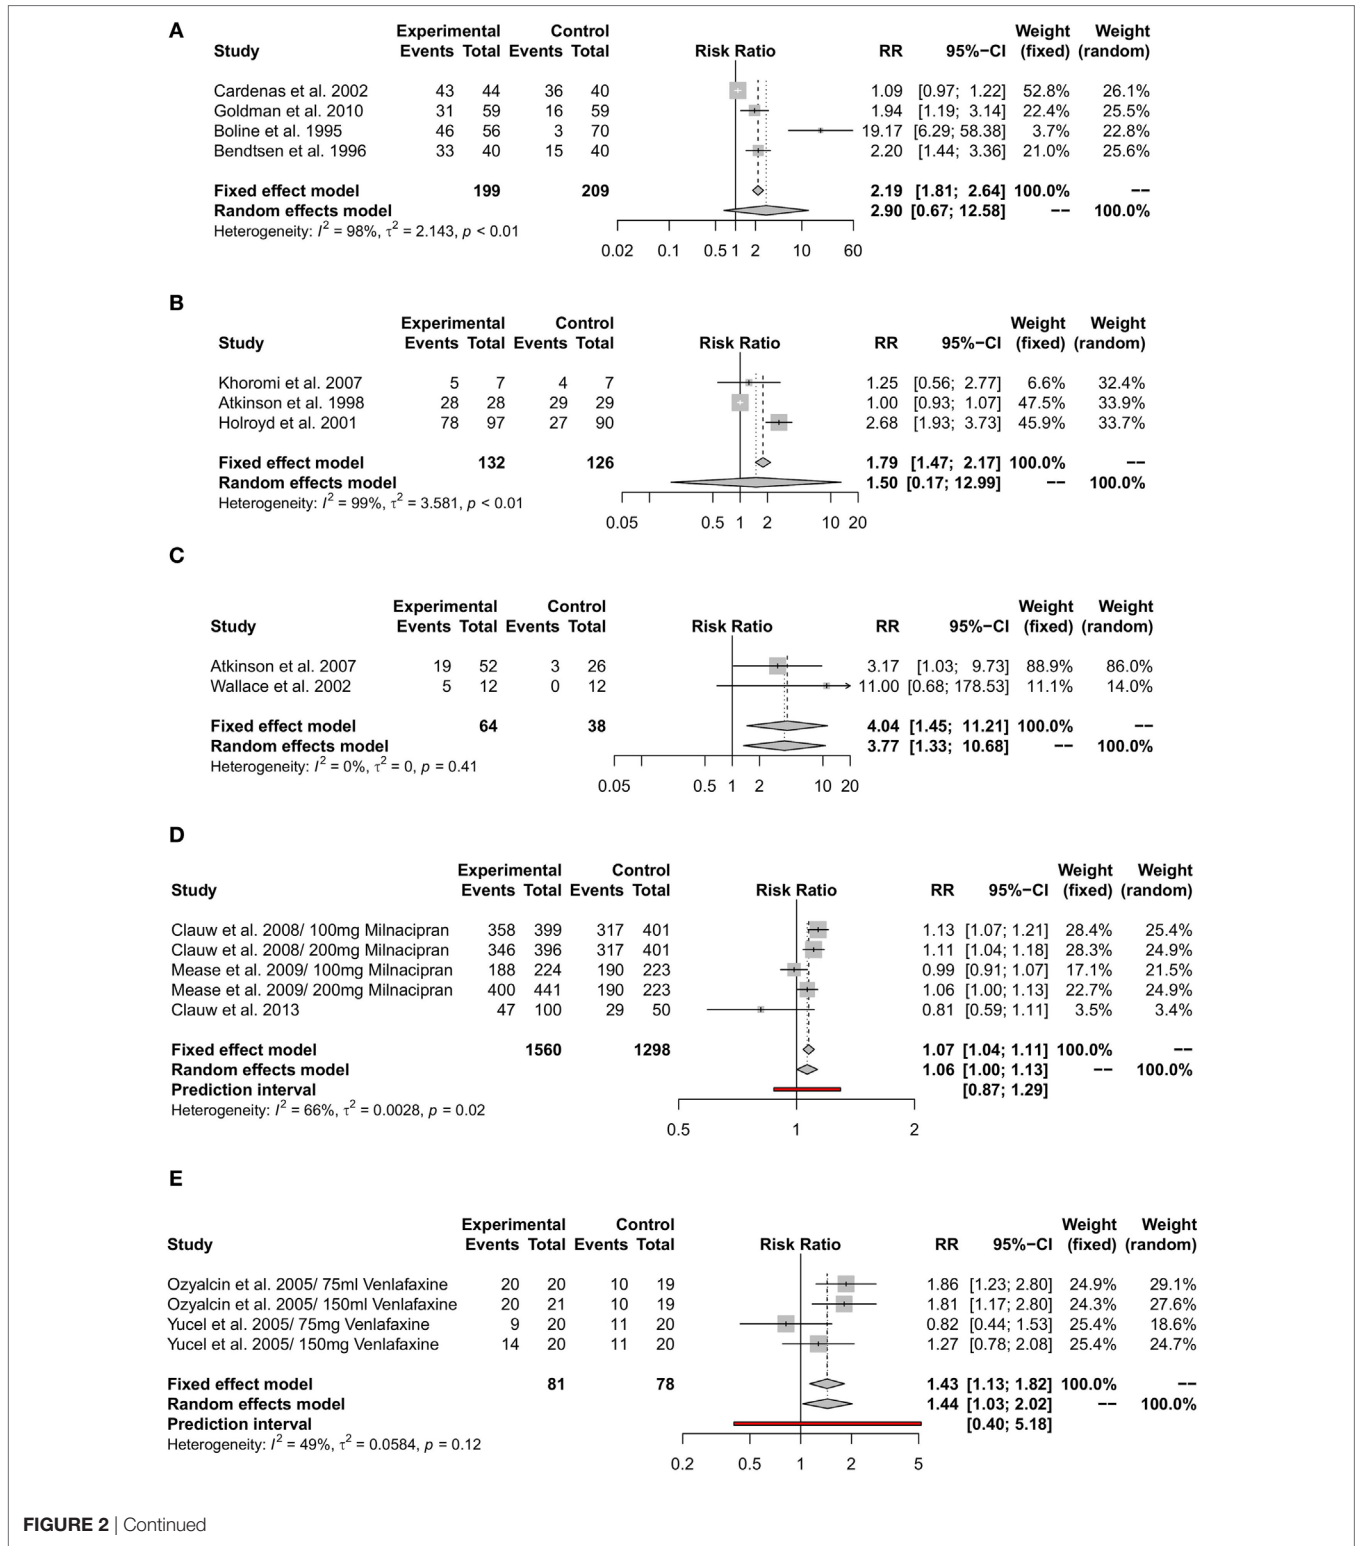 A
Experimental Control Weight Weight
Study Events Total Events Total Risk Ratio RR 95%−CI (fixed) (random)
Cardenas et al. 2002 43 44 36 40 1.09 [0.97; 1.22] 52.8% 26.1%
Goldman et al. 2010 31 59 16 59 1.94 [1.19; 3.14] 22.4% 25.5%
Boline et al. 1995 46 56 3 70 19.17 [6.29; 58.38] 3.7% 22.8%
Bendtsen et al. 1996 33 40 15 40 2.20 [1.44; 3.36] 21.0% 25.6%
Fixed effect model 199 209 2.19 [1.81; 2.64] 100.0% −−
Random effects model 2.90 [0.67; 12.58] −− 100.0%
Heterogeneity: I² = 98%, τ² = 2.143, p < 0.01
0.02 0.1 0.5 1 2 10 60
B
Experimental Control Weight Weight
Study Events Total Events Total Risk Ratio RR 95%−CI (fixed) (random)
Khoromi et al. 2007 5 7 4 7 1.25 [0.56; 2.77] 6.6% 32.4%
Atkinson et al. 1998 28 28 29 29 1.00 [0.93; 1.07] 47.5% 33.9%
Holroyd et al. 2001 78 97 27 90 2.68 [1.93; 3.73] 45.9% 33.7%
Fixed effect model 132 126 1.79 [1.47; 2.17] 100.0% −−
Random effects model 1.50 [0.17; 12.99] −− 100.0%
Heterogeneity: I² = 99%, τ² = 3.581, p < 0.01
0.05 0.5 1 2 10 20
C
Experimental Control Weight Weight
Study Events Total Events Total Risk Ratio RR 95%−CI (fixed) (random)
Atkinson et al. 2007 19 52 3 26 3.17 [1.03; 9.73] 88.9% 86.0%
Wallace et al. 2002 5 12 0 12 11.00 [0.68; 178.53] 11.1% 14.0%
Fixed effect model 64 38 4.04 [1.45; 11.21] 100.0% −−
Random effects model 3.77 [1.33; 10.68] −− 100.0%
Heterogeneity: I² = 0%, τ² = 0, p = 0.41
0.05 0.5 1 2 10 20
D
Experimental Control Weight Weight
Study Events Total Events Total Risk Ratio RR 95%−CI (fixed) (random)
Clauw et al. 2008/ 100mg Milnacipran 358 399 317 401 1.13 [1.07; 1.21] 28.4% 25.4%
Clauw et al. 2008/ 200mg Milnacipran 346 396 317 401 1.11 [1.04; 1.18] 28.3% 24.9%
Mease et al. 2009/ 100mg Milnacipran 188 224 190 223 0.99 [0.91; 1.07] 17.1% 21.5%
Mease et al. 2009/ 200mg Milnacipran 400 441 190 223 1.06 [1.00; 1.13] 22.7% 24.9%
Clauw et al. 2013 47 100 29 50 0.81 [0.59; 1.11] 3.5% 3.4%
Fixed effect model 1560 1298 1.07 [1.04; 1.11] 100.0% −−
Random effects model 1.06 [1.00; 1.13] −− 100.0%
Prediction interval [0.87; 1.29]
Heterogeneity: I² = 66%, τ² = 0.0028, p = 0.02
0.5 1 2
E
Experimental Control Weight Weight
Study Events Total Events Total Risk Ratio RR 95%−CI (fixed) (random)
Ozyalcin et al. 2005/ 75ml Venlafaxine 20 20 10 19 1.86 [1.23; 2.80] 24.9% 29.1%
Ozyalcin et al. 2005/ 150ml Venlafaxine 20 21 10 19 1.81 [1.17; 2.80] 24.3% 27.6%
Yucel et al. 2005/ 75mg Venlafaxine 9 20 11 20 0.82 [0.44; 1.53] 25.4% 18.6%
Yucel et al. 2005/ 150mg Venlafaxine 14 20 11 20 1.27 [0.78; 2.08] 25.4% 24.7%
Fixed effect model 81 78 1.43 [1.13; 1.82] 100.0% −−
Random effects model 1.44 [1.03; 2.02] −− 100.0%
Prediction interval [0.40; 5.18]
Heterogeneity: I² = 49%, τ² = 0.0584, p = 0.12
0.2 0.5 1 2 5
FIGURE 2 | Continued